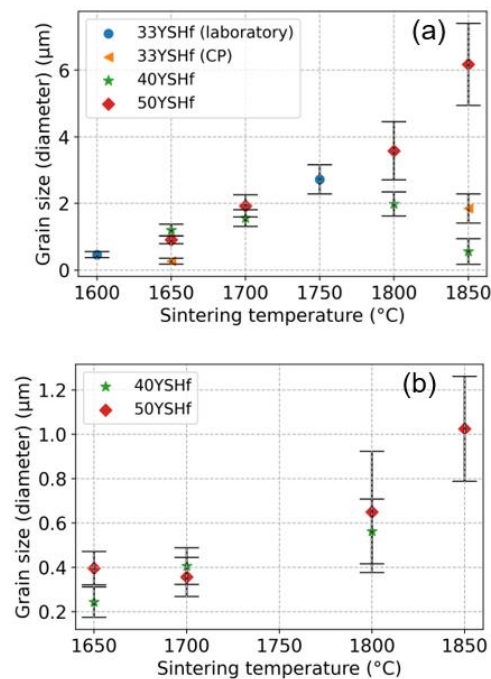 (a)
33YSHf (laboratory)
33YSHf (CP)
40YSHf
50YSHf
Grain size (diameter) (μm)
6
4
2
0
1600 1650 1700 1750 1800 1850
Sintering temperature (°C)
(b)
40YSHf
50YSHf
Grain size (diameter) (μm)
1.2
1.0
0.8
0.6
0.4
0.2
1650 1700 1750 1800 1850
Sintering temperature (°C)